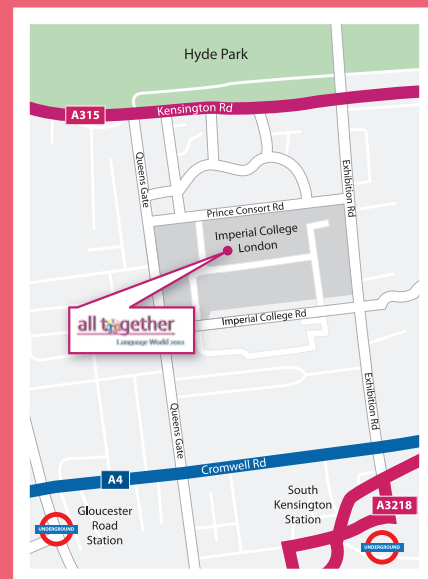 Hyde Park
A315
Kensington Rd
Queens Gate
Exhibition Rd
Prince Consort Rd
Imperial College
London
all together
Language World 2011
Imperial College Rd
Queens Gate
Exhibition Rd
Cromwell Rd
A4
South
Kensington
Station
A3218
Gloucester
Road
Station
UNDERGROUND
UNDERGROUND